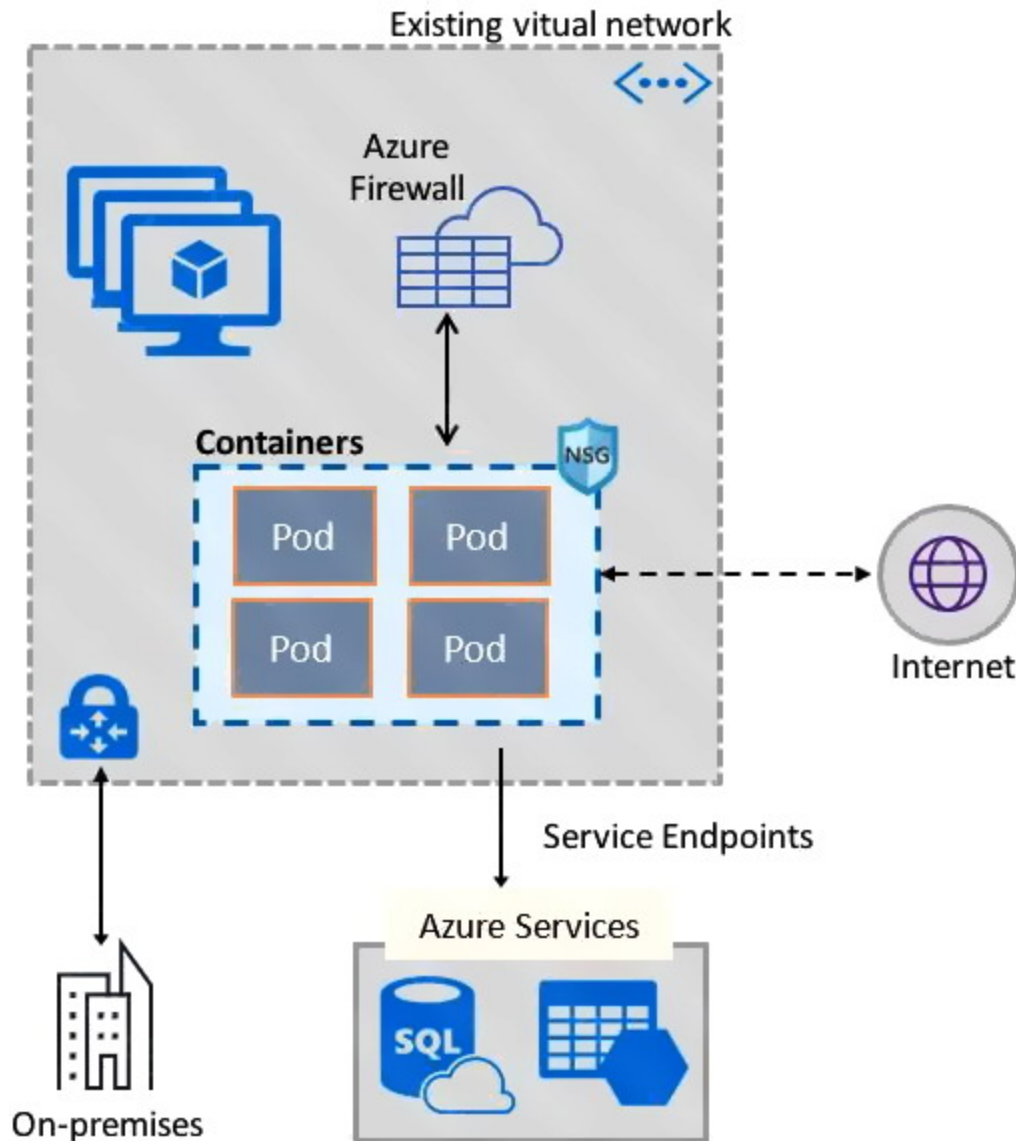 Existing vitual network
Azure
Firewall
Containers
NSG
Pod
Pod
Pod
Pod
Internet
Service Endpoints
Azure Services
SQL
On-premises